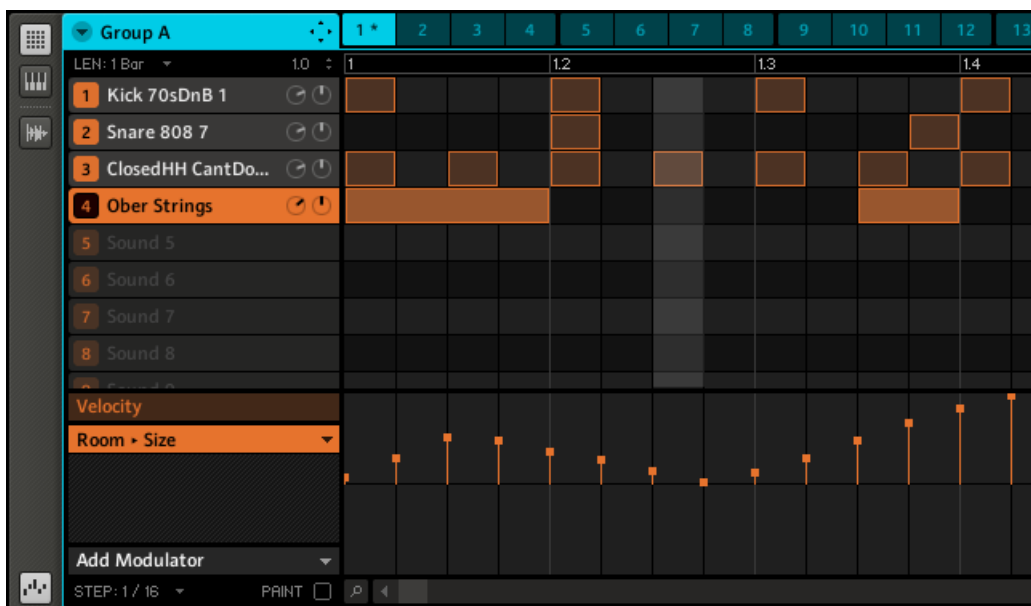 Group A 1 * 2 3 4 5 6 7 8 9 10 11 12 13
LEN: 1 Bar 1.0 1 1.2 1.3 1.4
1 Kick 70sDnB 1
2 Snare 808 7
3 ClosedHH CantDo...
4 Ober Strings
5 Sound 5
6 Sound 6
7 Sound 7
8 Sound 8
Velocity
Room ▸ Size
Add Modulator
STEP: 1 / 16 PAINT